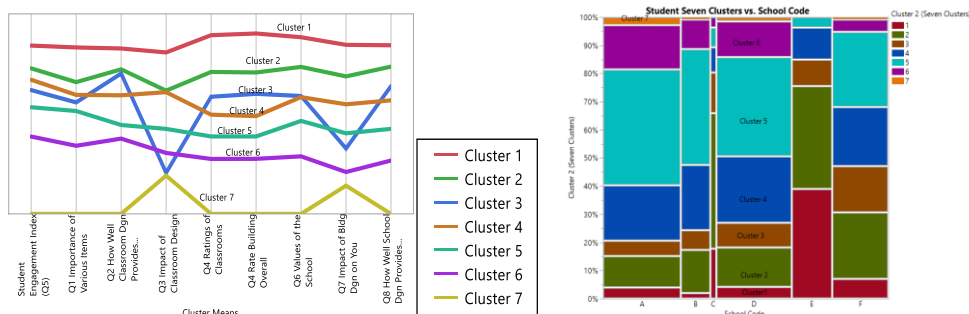 Cluster 1
Cluster 2
Cluster 3
Cluster 4
Cluster 5
Cluster 6
Cluster 7
Student
Engagement Index
(Q5)
Q1 Importance of
Various Items
Q2 How Well
Classroom Dgn
Provides...
Q3 Impact of
Classroom Design
Q4 Ratings of
Classrooms
Q4 Rate Building
Overall
Q6 Values of the
School
Q7 Impact of Bldg
Dgn on You
Q8 How Well School
Dgn Provides...
Cluster Means
Cluster 1
Cluster 2
Cluster 3
Cluster 4
Cluster 5
Cluster 6
Cluster 7
Student Seven Clusters vs. School Code
Cluster 2 (Seven Clusters)
100%
90%
80%
70%
60%
50%
40%
30%
20%
10%
0%
Cluster 7
Cluster 6
Cluster 5
Cluster 4
Cluster 3
Cluster 2
Cluster 1
A
B
C
D
E
F
School Code
Cluster 2 (Seven Clusters)
1
2
3
4
5
6
7